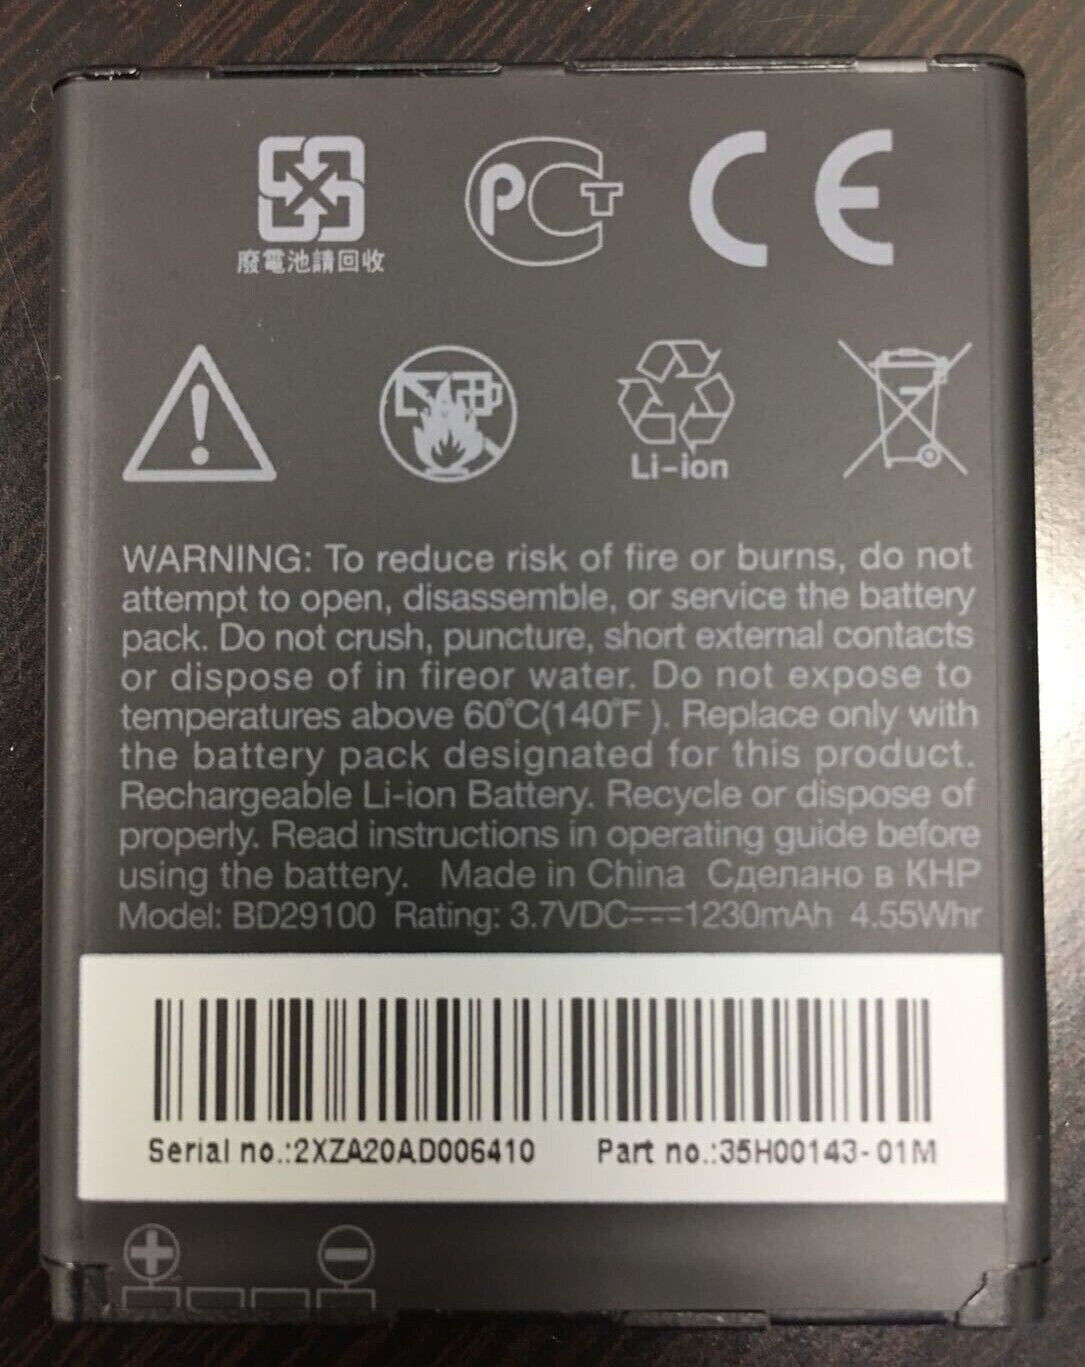 廢電池請回收
PCT
CE
Li-ion
WARNING: To reduce risk of fire or burns, do not
attempt to open, disassemble, or service the battery
pack. Do not crush, puncture, short external contacts
or dispose of in fireor water. Do not expose to
temperatures above 60°C(140°F ). Replace only with
the battery pack designated for this product.
Rechargeable Li-ion Battery. Recycle or dispose of
properly. Read instructions in operating guide before
using the battery. Made in China Сделано в КНР
Model: BD29100 Rating: 3.7VDC⎓1230mAh 4.55Whr
Serial no.:2XZA20AD006410 Part no.:35H00143-01M